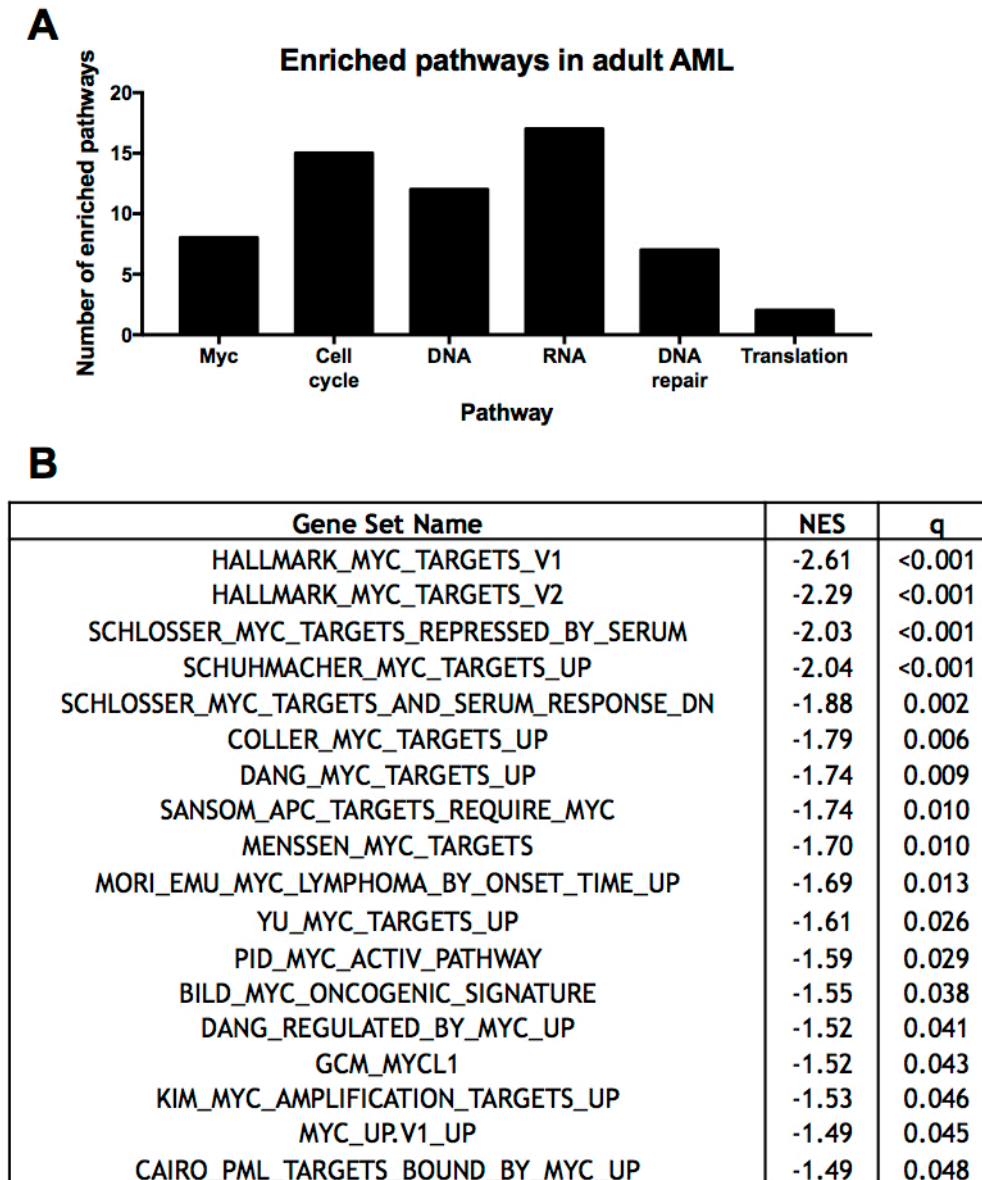 A
Enriched pathways in adult AML
Number of enriched pathways
20
15
10
5
0
Myc Cell cycle DNA RNA DNA repair Translation
Pathway
B
Gene Set Name NES q
HALLMARK_MYC_TARGETS_V1 -2.61 <0.001
HALLMARK_MYC_TARGETS_V2 -2.29 <0.001
SCHLOSSER_MYC_TARGETS_REPRESSED_BY_SERUM -2.03 <0.001
SCHUHMACHER_MYC_TARGETS_UP -2.04 <0.001
SCHLOSSER_MYC_TARGETS_AND_SERUM_RESPONSE_DN -1.88 0.002
COLLER_MYC_TARGETS_UP -1.79 0.006
DANG_MYC_TARGETS_UP -1.74 0.009
SANSOM_APC_TARGETS_REQUIRE_MYC -1.74 0.010
MENSSEN_MYC_TARGETS -1.70 0.010
MORI_EMU_MYC_LYMPHOMA_BY_ONSET_TIME_UP -1.69 0.013
YU_MYC_TARGETS_UP -1.61 0.026
PID_MYC_ACTIV_PATHWAY -1.59 0.029
BILD_MYC_ONCOGENIC_SIGNATURE -1.55 0.038
DANG_REGULATED_BY_MYC_UP -1.52 0.041
GCM_MYCL1 -1.52 0.043
KIM_MYC_AMPLIFICATION_TARGETS_UP -1.53 0.046
MYC_UP.V1_UP -1.49 0.045
CAIRO_PML_TARGETS_BOUND_BY_MYC_UP -1.49 0.048